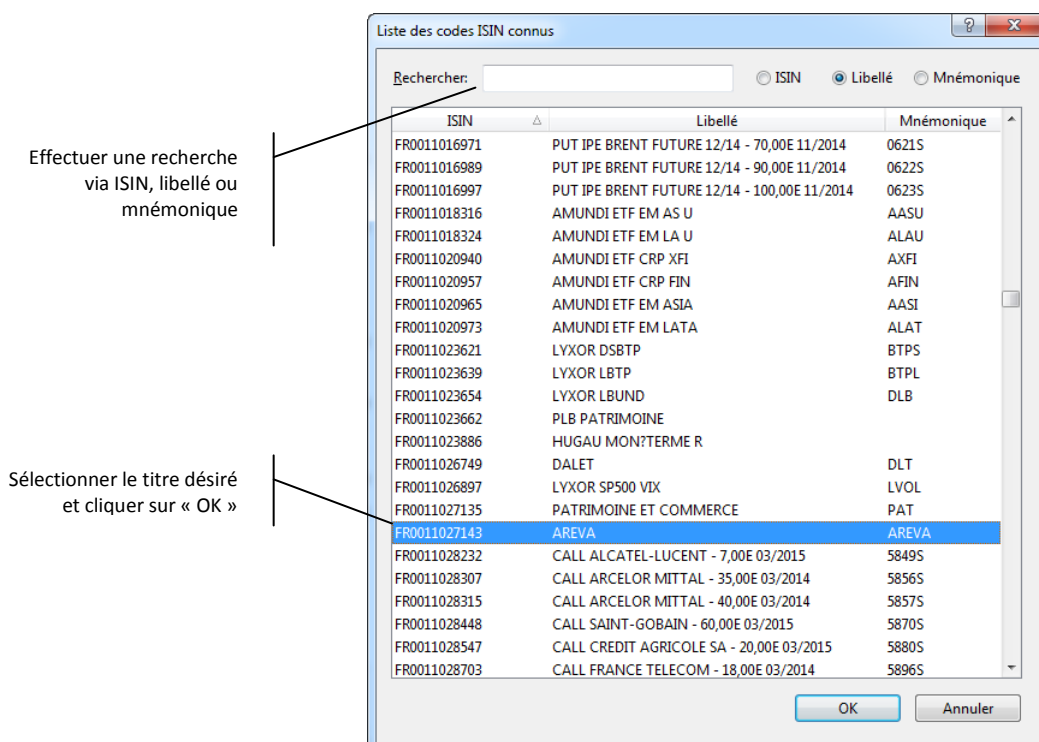 Liste des codes ISIN connus
Rechercher: ISIN Libellé Mnémonique
ISIN Libellé Mnémonique
FR0011016971 PUT IPE BRENT FUTURE 12/14 - 70,00E 11/2014 0621S
FR0011016989 PUT IPE BRENT FUTURE 12/14 - 90,00E 11/2014 0622S
FR0011016997 PUT IPE BRENT FUTURE 12/14 - 100,00E 11/2014 0623S
FR0011018316 AMUNDI ETF EM AS U AASU
FR0011018324 AMUNDI ETF EM LA U ALAU
FR0011020940 AMUNDI ETF CRP XFI AXFI
FR0011020957 AMUNDI ETF CRP FIN AFIN
FR0011020965 AMUNDI ETF EM ASIA AASI
FR0011020973 AMUNDI ETF EM LATA ALAT
FR0011023621 LYXOR DSBTP BTPS
FR0011023639 LYXOR LBTP BTPL
FR0011023654 LYXOR LBUND DLB
FR0011023662 PLB PATRIMOINE
FR0011023886 HUGAU MON?TERME R
FR0011026749 DALET DLT
FR0011026897 LYXOR SP500 VIX LVOL
FR0011027135 PATRIMOINE ET COMMERCE PAT
FR0011027143 AREVA AREVA
FR0011028232 CALL ALCATEL-LUCENT - 7,00E 03/2015 5849S
FR0011028307 CALL ARCELOR MITTAL - 35,00E 03/2014 5856S
FR0011028315 CALL ARCELOR MITTAL - 40,00E 03/2014 5857S
FR0011028448 CALL SAINT-GOBAIN - 60,00E 03/2015 5870S
FR0011028547 CALL CREDIT AGRICOLE SA - 20,00E 03/2015 5880S
FR0011028703 CALL FRANCE TELECOM - 18,00E 03/2014 5896S
OK Annuler
Effectuer une recherche
via ISIN, libellé ou
mnémonique
Sélectionner le titre désiré
et cliquer sur « OK »